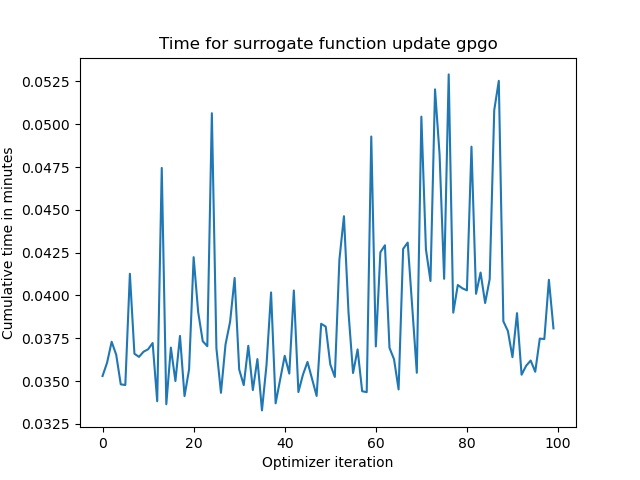 Time for surrogate function update gpgo
Cumulative time in minutes
0.0525
0.0500
0.0475
0.0450
0.0425
0.0400
0.0375
0.0350
0.0325
0 20 40 60 80 100
Optimizer iteration